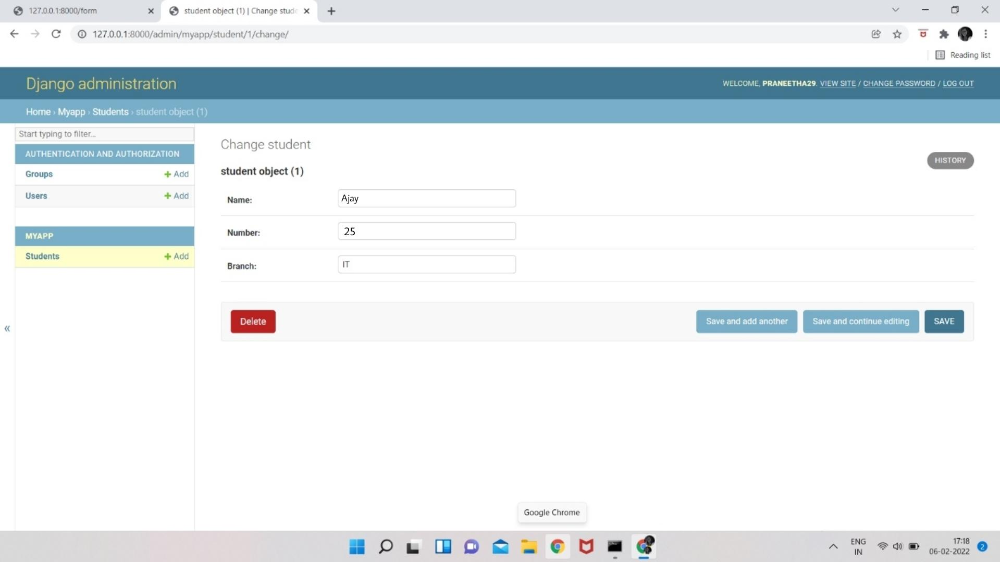 127.0.0.1:8000/form
student object (1) | Change stude
127.0.0.1:8000/admin/myapp/student/1/change/
Reading list
Django administration
WELCOME, PRANEETHA29. VIEW SITE / CHANGE PASSWORD / LOG OUT
Home › Myapp › Students › student object (1)
Start typing to filter...
AUTHENTICATION AND AUTHORIZATION
Groups + Add
Users + Add
MYAPP
Students + Add
«
Change student
HISTORY
student object (1)
Name: Ajay
Number: 25
Branch: IT
Delete
Save and add another
Save and continue editing
SAVE
Google Chrome
ENG
IN
17:18
06-02-2022
2